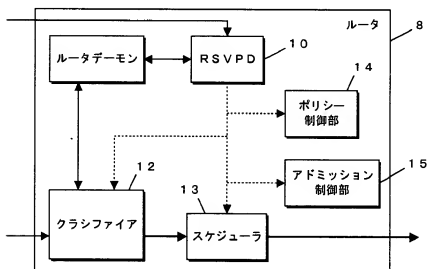 ルータ
8
ルータデーモン
RSVPD
10
14
ポリシー
制御部
12
アドミッション
制御部
15
クラシファイア
13
スケジューラ